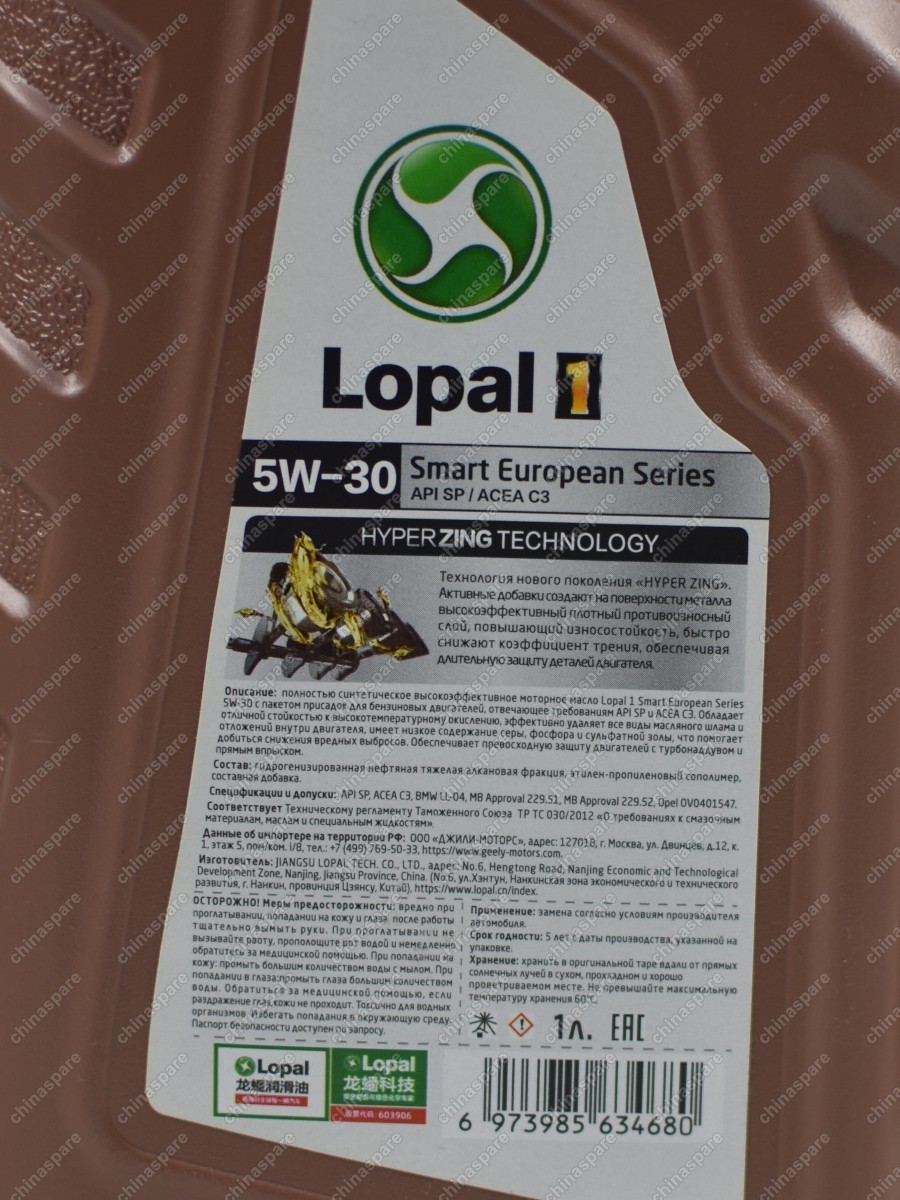 Lopal 1
5W-30
Smart European Series
API SP / ACEA C3
HYPER ZING TECHNOLOGY
Технология нового поколения «HYPER ZING».
Активные добавки создают на поверхности металла
высокоэффективный плотный противоизносный
слой, повышающий износостойкость, быстро
снижают коэффициент трения, обеспечивая
длительную защиту деталей двигателя.
Описание: полностью синтетическое высокоэффективное моторное масло Lopal 1 Smart European Series
5W-30 с пакетом присадок для бензиновых двигателей, отвечающее требованиям API SP и ACEA C3. Обладает
отличной стойкостью к высокотемпературному окислению, эффективно удаляет все виды масляного шлама и
отложений внутри двигателя, имеет низкое содержание серы, фосфора и сульфатной золы, что помогает
добиться снижения вредных выбросов. Обеспечивает превосходную защиту двигателей с турбонаддувом и
прямым впрыском.
Состав: гидрогенизированная нефтяная тяжелая алкановая фракция, этилен-пропиленовый сополимер,
составная добавка.
Спецификации и допуски: API SP, ACEA C3, BMW LL-04, MB Approval 229.51, MB Approval 229.52, Opel OV0401547.
Соответствует Техническому регламенту Таможенного Союза ТР ТС 030/2012 «О требованиях к смазочным
материалам, маслам и специальным жидкостям».
Данные об импортере на территории РФ: ООО «ДЖИЛИ-МОТОРС», адрес: 127018, г. Москва, ул. Двинцев, д.12, к.
1, этаж 5, пом/ком. I/8, тел.: +7 (499) 769-50-33, https://www.geely-motors.com.
Изготовитель: JIANGSU LOPAL TECH. CO., LTD., адрес: No.6, Hengtong Road, Nanjing Economic and Technological
Development Zone, Nanjing, Jiangsu Province, China. (No.6, ул.Хэнтун, Нанкинская зона экономического и технического
развития, г. Нанкин, провинция Цзянсу, Китай), https://www.lopal.cn/index.
ОСТОРОЖНО! Меры предосторожности: вредно при
проглатывании, попадании на кожу и глаза, после работы
тщательно вымыть руки. При проглатывании не
вызывайте рвоту, прополощите рот водой и немедленно
обратитесь за медицинской помощью. При попадании на
кожу: промыть большим количеством воды с мылом. При
попадании в глаза:промыть глаза большим количеством
воды. Обратиться за медицинской помощью, если
раздражение глаз,кожи не проходит. Токсично для водных
организмов. Избегать попадания в окружающую среду.
Паспорт безопасности доступен по запросу.
Применение: замена согласно условиям производителя
автомобиля.
Срок годности: 5 лет с даты производства, указанной на
упаковке.
Хранение: хранить в оригинальной таре вдали от прямых
солнечных лучей в сухом, прохладном и хорошо
проветриваемом месте. Не превышайте максимальную
температуру хранения 60°C.
1л. EAC
Lopal
龙蟠润滑油
Lopal
龙蟠科技
股票代码: 603906
6 973985 634680
chinaspare